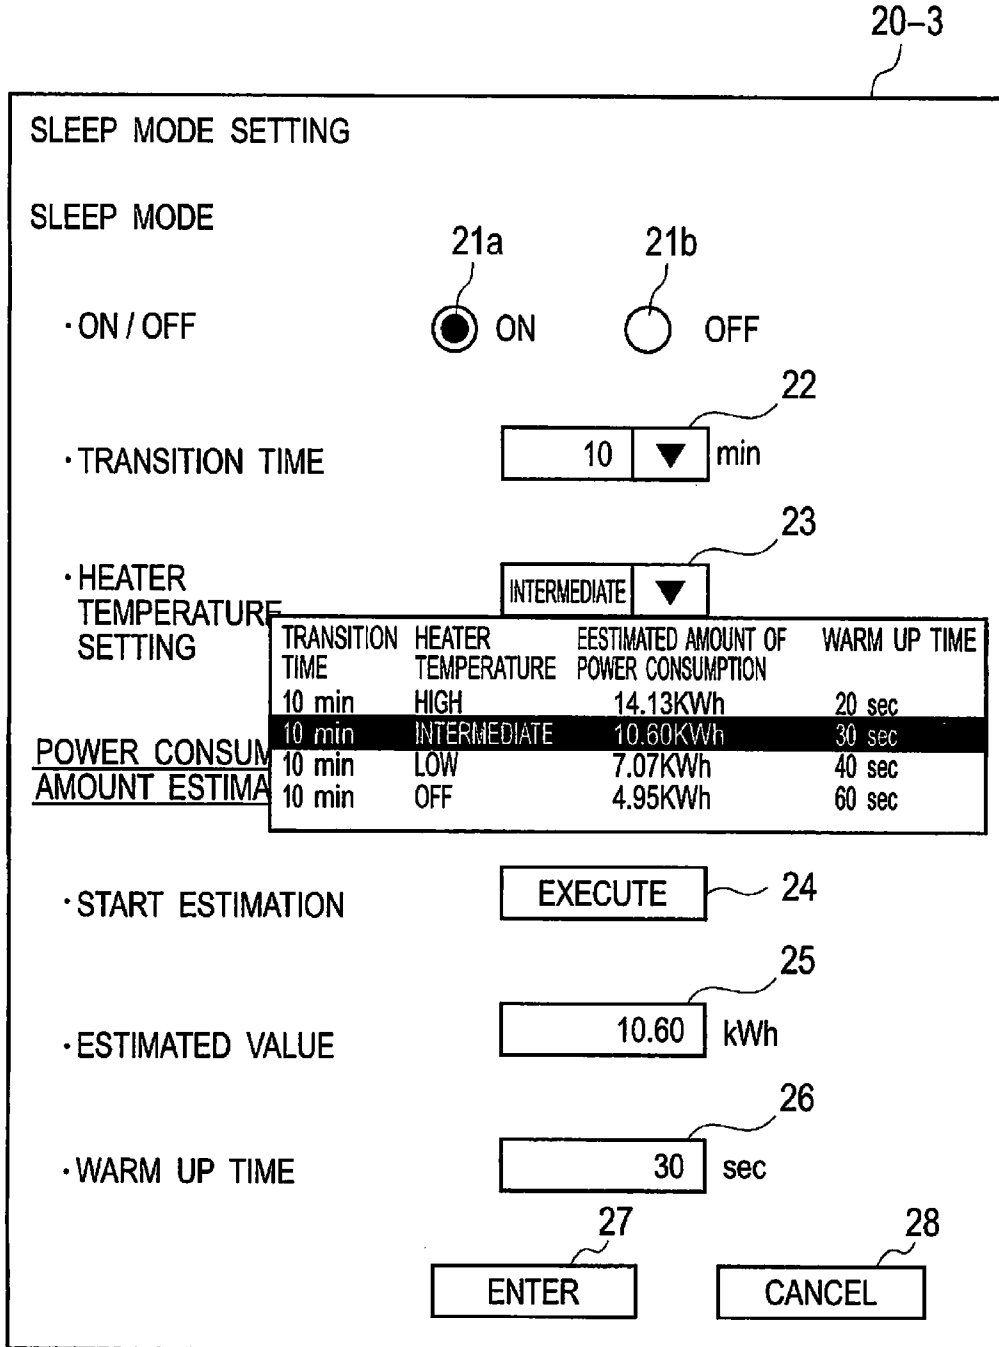 20-3
SLEEP MODE SETTING
SLEEP MODE
21a 21b
·ON / OFF ON OFF
22
·TRANSITION TIME 10 ▼ min
23
·HEATER TEMPERATURE SETTING INTERMEDIATE ▼
TRANSITION TIME HEATER TEMPERATURE EESTIMATED AMOUNT OF POWER CONSUMPTION WARM UP TIME
10 min HIGH 14.13KWh 20 sec
10 min INTERMEDIATE 10.60KWh 30 sec
10 min LOW 7.07KWh 40 sec
10 min OFF 4.95KWh 60 sec
POWER CONSUM
AMOUNT ESTIMA
·START ESTIMATION EXECUTE 24
25
·ESTIMATED VALUE 10.60 kWh
26
·WARM UP TIME 30 sec
27 28
ENTER CANCEL